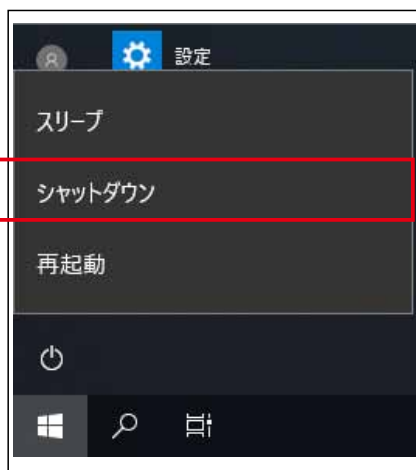 設定
スリープ
シャットダウン
再起動